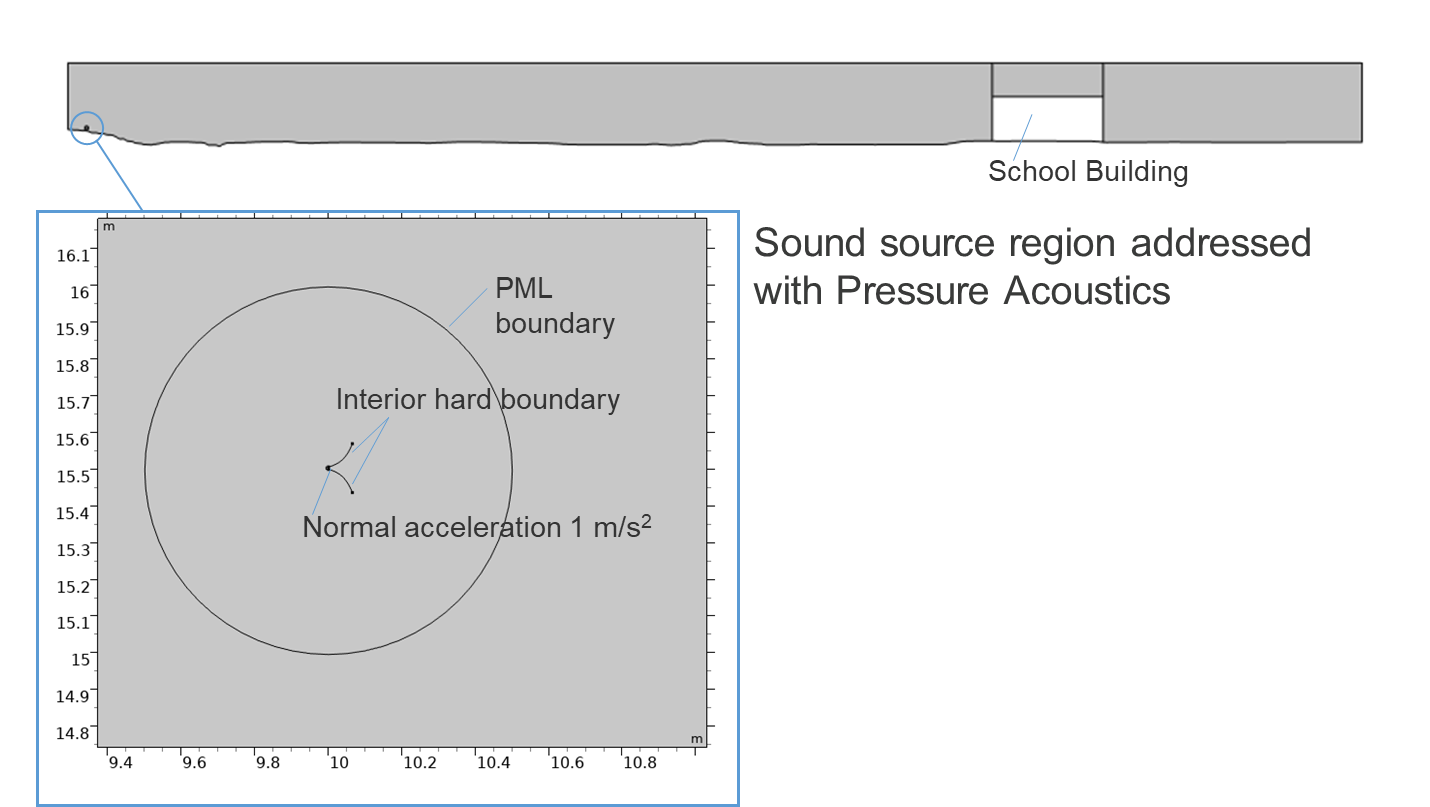 School Building
Sound source region addressed
with Pressure Acoustics
m
16.1
16
15.9
15.8
15.7
15.6
15.5
15.4
15.3
15.2
15.1
15
14.9
14.8
PML
boundary
Interior hard boundary
Normal acceleration 1 m/s²
m
9.4 9.6 9.8 10 10.2 10.4 10.6 10.8